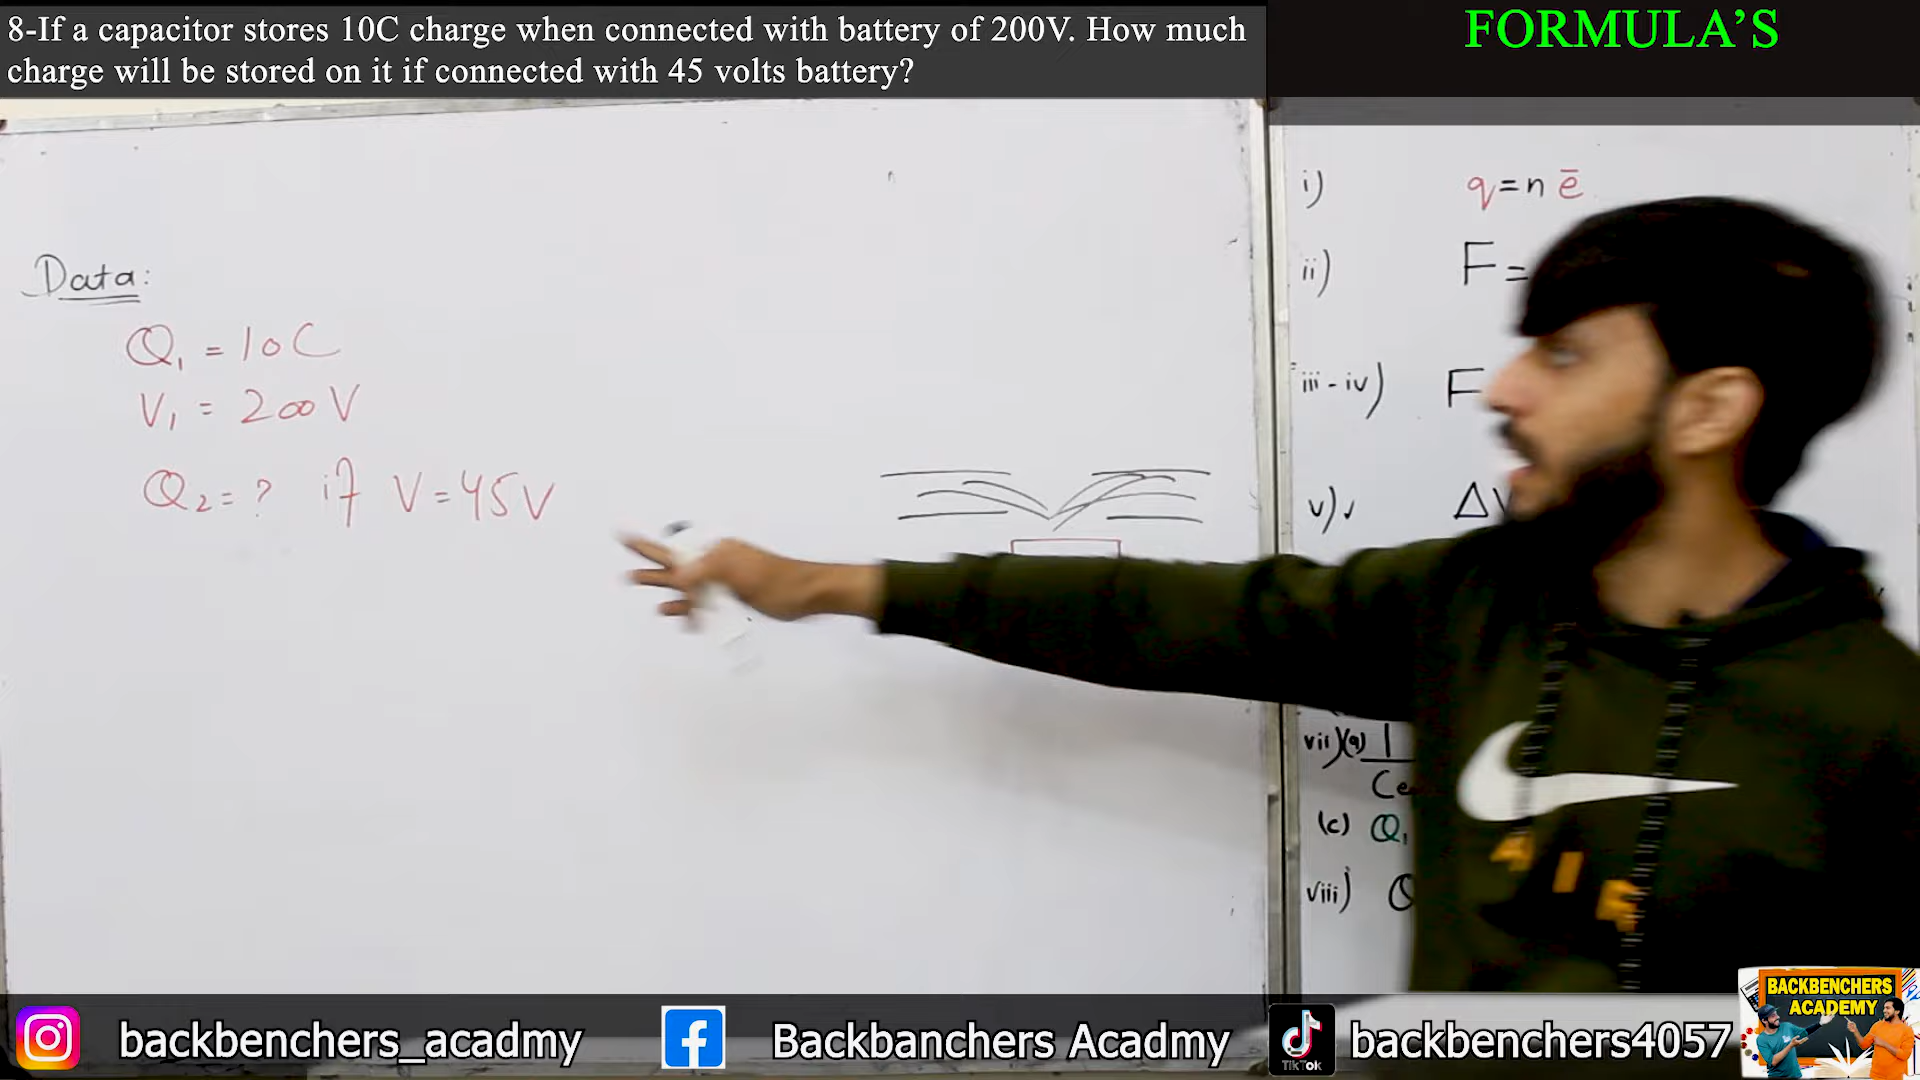 8-If a capacitor stores 10C charge when connected with battery of 200V. How much
charge will be stored on it if connected with 45 volts battery?
FORMULA'S
Data:
Q₁ = 10C
V₁ = 200V
Q₂ = ? if V = 45V
i) q = n ē
ii) F =
iii - iv) F
v) ΔV
vii) (a) 1
Ce
(c) Q₁
viii) Q
backbenchers_acadmy
Backbanchers Acadmy
TikTok
backbenchers4057
BACKBENCHERS
ACADEMY